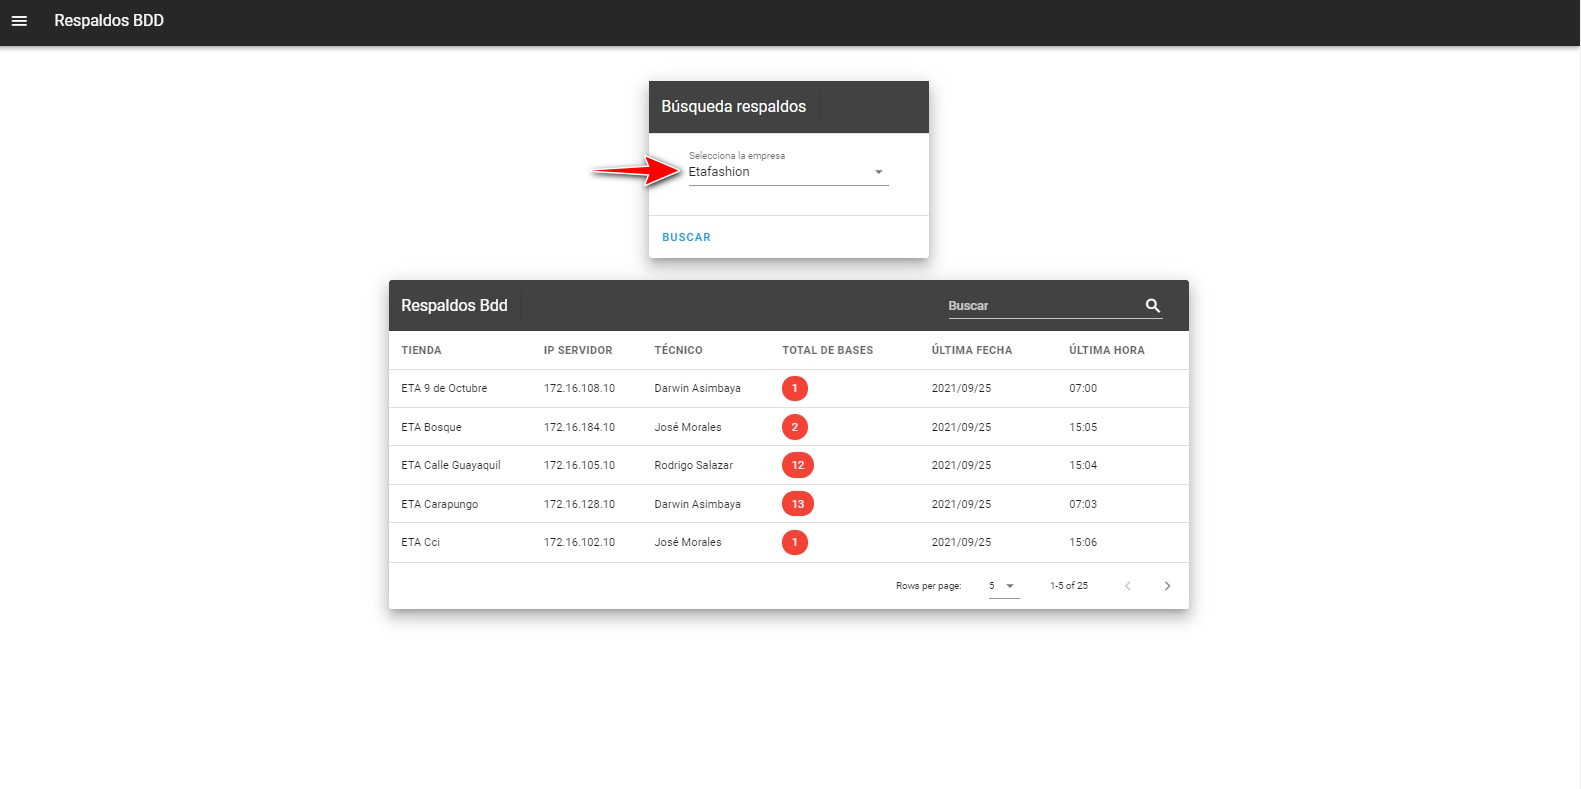 Respaldos BDD
Búsqueda respaldos
Selecciona la empresa
Etafashion
BUSCAR
Respaldos Bdd Buscar
TIENDA IP SERVIDOR TÉCNICO TOTAL DE BASES ÚLTIMA FECHA ÚLTIMA HORA
ETA 9 de Octubre 172.16.108.10 Darwin Asimbaya 1 2021/09/25 07:00
ETA Bosque 172.16.184.10 José Morales 2 2021/09/25 15:05
ETA Calle Guayaquil 172.16.105.10 Rodrigo Salazar 12 2021/09/25 15:04
ETA Carapungo 172.16.128.10 Darwin Asimbaya 13 2021/09/25 07:03
ETA Cci 172.16.102.10 José Morales 1 2021/09/25 15:06
Rows per page: 5 1-5 of 25